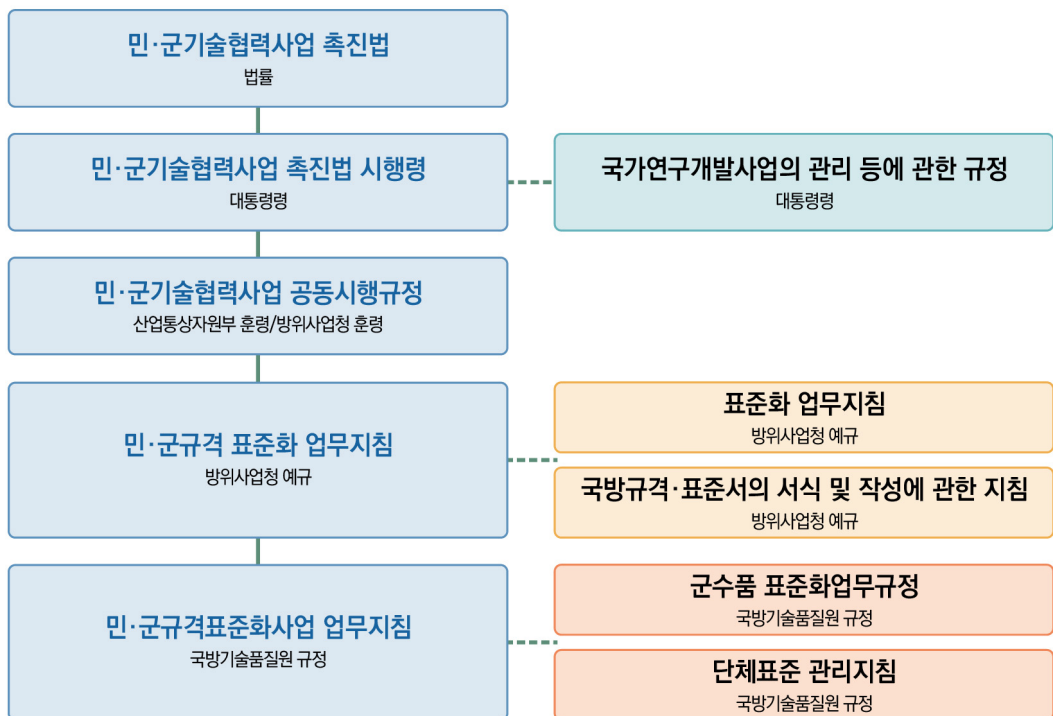 민·군기술협력사업 촉진법
법률
민·군기술협력사업 촉진법 시행령
대통령령
국가연구개발사업의 관리 등에 관한 규정
대통령령
민·군기술협력사업 공동시행규정
산업통상자원부 훈령/방위사업청 훈령
민·군규격 표준화 업무지침
방위사업청 예규
표준화 업무지침
방위사업청 예규
국방규격·표준서의 서식 및 작성에 관한 지침
방위사업청 예규
민·군규격표준화사업 업무지침
국방기술품질원 규정
군수품 표준화업무규정
국방기술품질원 규정
단체표준 관리지침
국방기술품질원 규정